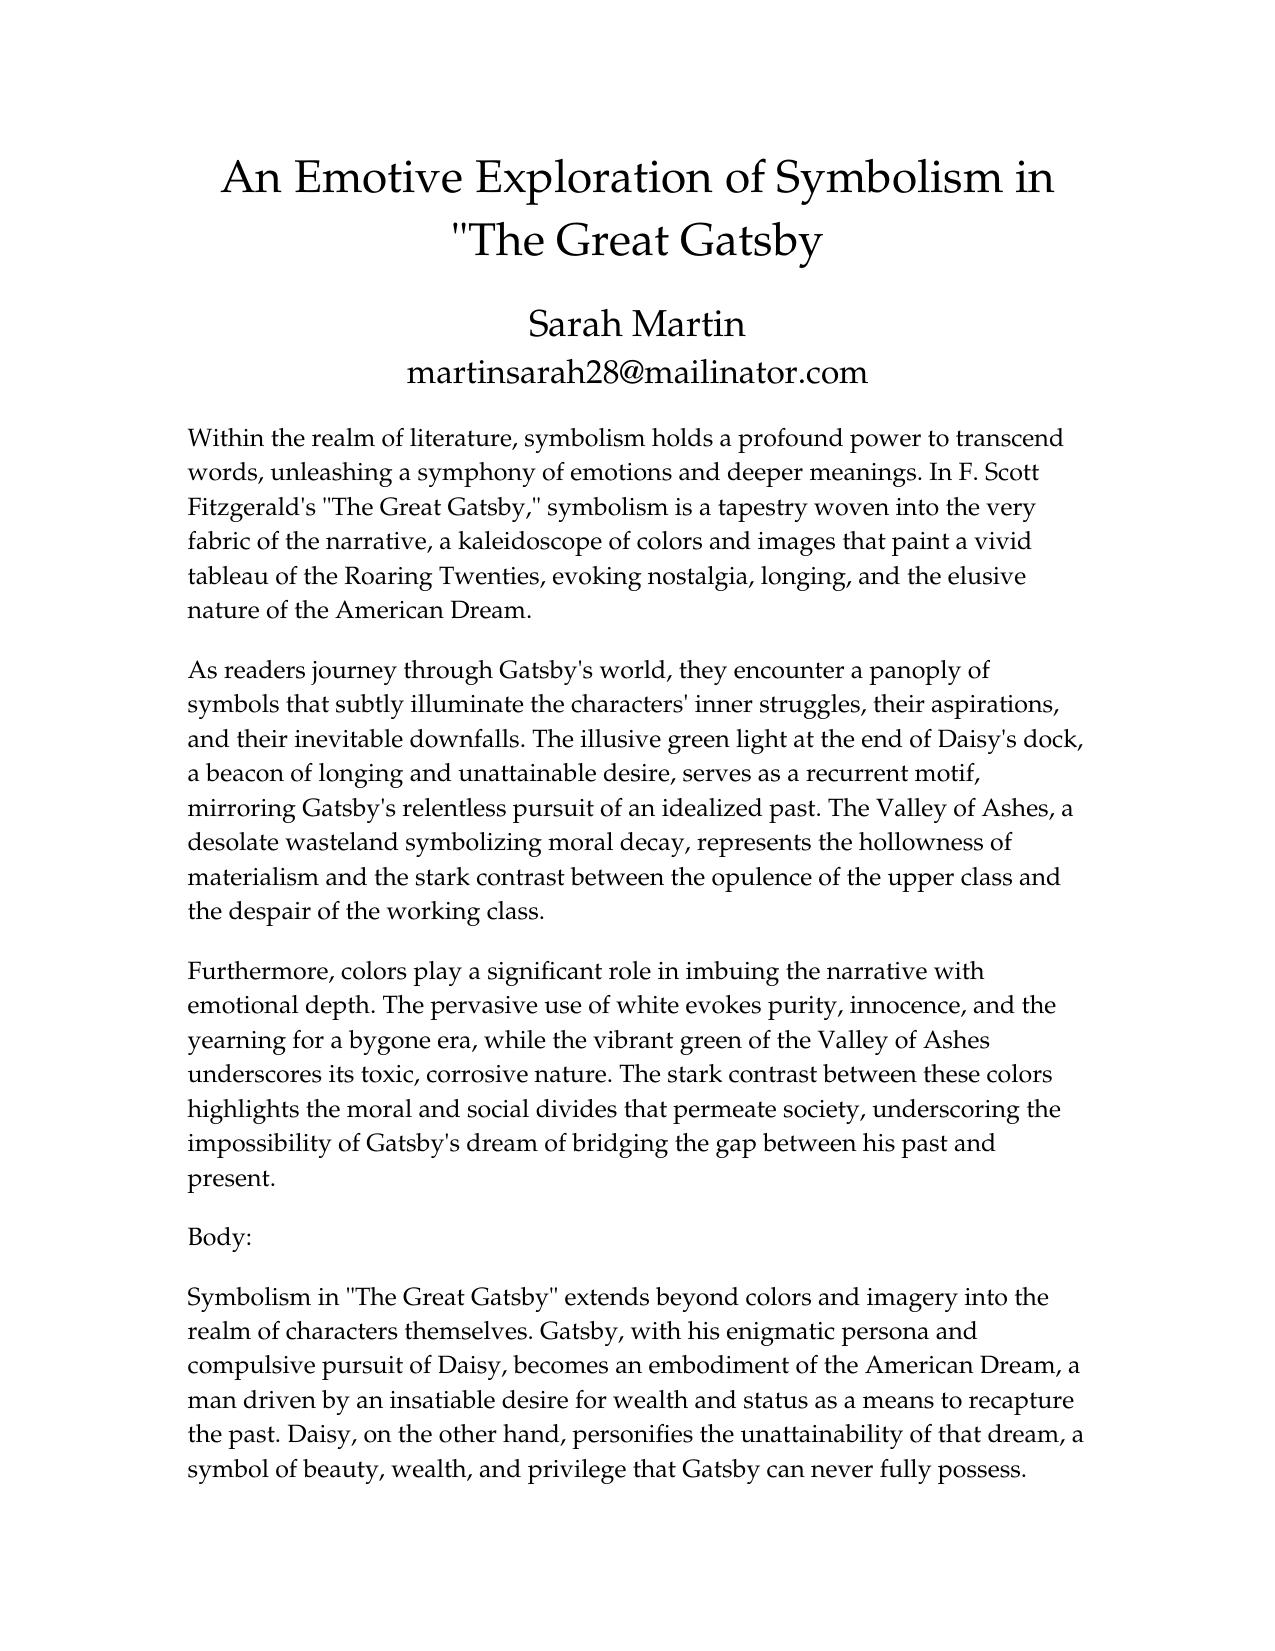 An Emotive Exploration of Symbolism in
"The Great Gatsby
Sarah Martin
martinsarah28@mailinator.com
Within the realm of literature, symbolism holds a profound power to transcend
words, unleashing a symphony of emotions and deeper meanings. In F. Scott
Fitzgerald's "The Great Gatsby," symbolism is a tapestry woven into the very
fabric of the narrative, a kaleidoscope of colors and images that paint a vivid
tableau of the Roaring Twenties, evoking nostalgia, longing, and the elusive
nature of the American Dream.
As readers journey through Gatsby's world, they encounter a panoply of
symbols that subtly illuminate the characters' inner struggles, their aspirations,
and their inevitable downfalls. The illusive green light at the end of Daisy's dock,
a beacon of longing and unattainable desire, serves as a recurrent motif,
mirroring Gatsby's relentless pursuit of an idealized past. The Valley of Ashes, a
desolate wasteland symbolizing moral decay, represents the hollowness of
materialism and the stark contrast between the opulence of the upper class and
the despair of the working class.
Furthermore, colors play a significant role in imbuing the narrative with
emotional depth. The pervasive use of white evokes purity, innocence, and the
yearning for a bygone era, while the vibrant green of the Valley of Ashes
underscores its toxic, corrosive nature. The stark contrast between these colors
highlights the moral and social divides that permeate society, underscoring the
impossibility of Gatsby's dream of bridging the gap between his past and
present.
Body:
Symbolism in "The Great Gatsby" extends beyond colors and imagery into the
realm of characters themselves. Gatsby, with his enigmatic persona and
compulsive pursuit of Daisy, becomes an embodiment of the American Dream, a
man driven by an insatiable desire for wealth and status as a means to recapture
the past. Daisy, on the other hand, personifies the unattainability of that dream, a
symbol of beauty, wealth, and privilege that Gatsby can never fully possess.